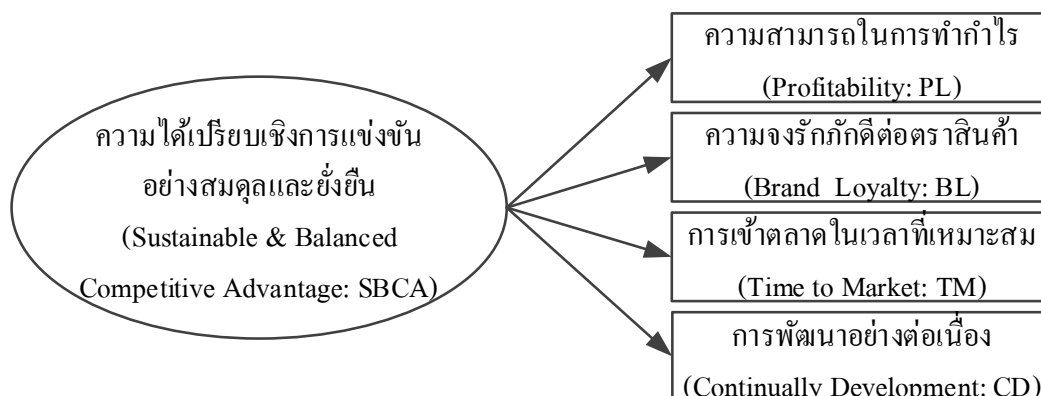 ความได้เปรียบเชิงการแข่งขัน
อย่างสมดุลและยั่งยืน
(Sustainable & Balanced
Competitive Advantage: SBCA)
ความสามารถในการทำกำไร
(Profitability: PL)
ความจงรักภักดีต่อตราสินค้า
(Brand Loyalty: BL)
การเข้าตลาดในเวลาที่เหมาะสม
(Time to Market: TM)
การพัฒนาอย่างต่อเนื่อง
(Continually Development: CD)